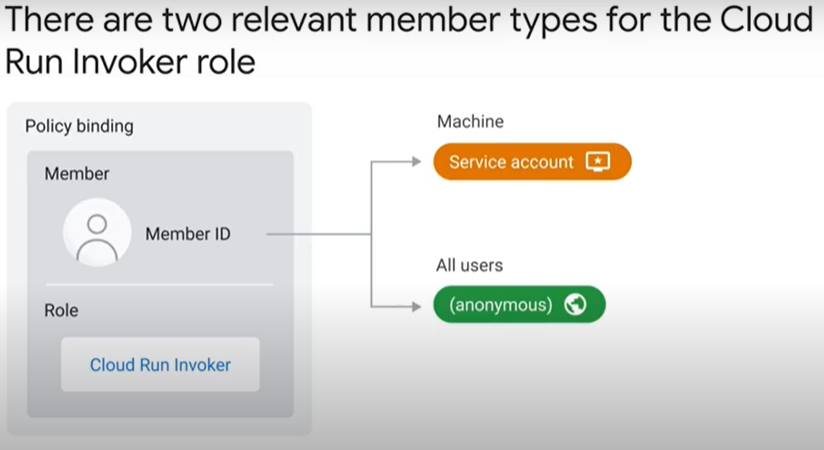 There are two relevant member types for the Cloud
Run Invoker role
Policy binding
Member
Member ID
Role
Cloud Run Invoker
Machine
Service account
All users
(anonymous)